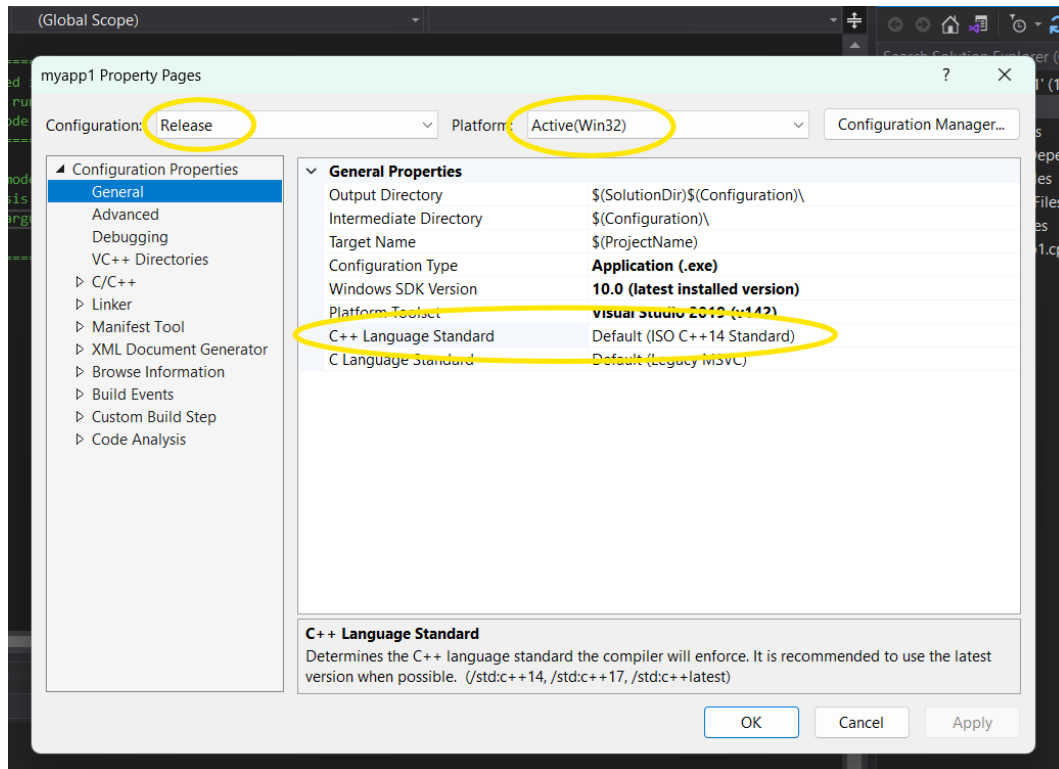 (Global Scope)
Search Solution Explorer (
myapp1 Property Pages
?
1' (1
Configuration:
Release
Platform:
Active(Win32)
Configuration Manager...
Configuration Properties
General
Advanced
Debugging
VC++ Directories
C/C++
Linker
Manifest Tool
XML Document Generator
Browse Information
Build Events
Custom Build Step
Code Analysis
General Properties
Output Directory $(SolutionDir)$(Configuration)\
Intermediate Directory $(Configuration)\
Target Name $(ProjectName)
Configuration Type Application (.exe)
Windows SDK Version 10.0 (latest installed version)
Platform Toolset Visual Studio 2019 (v142)
C++ Language Standard Default (ISO C++14 Standard)
C Language Standard Default (Legacy MSVC)
C++ Language Standard
Determines the C++ language standard the compiler will enforce. It is recommended to use the latest
version when possible. (/std:c++14, /std:c++17, /std:c++latest)
OK
Cancel
Apply